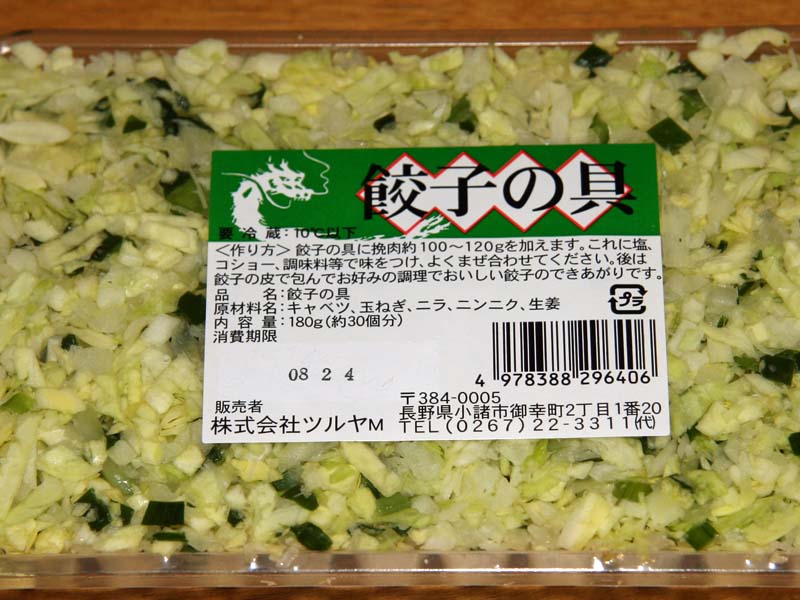 餃子の具
要冷蔵:10℃以下
＜作り方＞餃子の具に挽肉約100〜120gを加えます。これに塩、
コショー、調味料等で味をつけ、よくまぜ合わせてください。後は
餃子の皮で包んでお好みの調理でおいしい餃子のできあがりです。
品名:餃子の具
原材料名:キャベツ、玉ねぎ、ニラ、ニンニク、生姜
内容量:180g(約30個分)
消費期限
プラ
08 2 4
4 978388 296406
販売者
株式会社ツルヤM
〒384-0005
長野県小諸市御幸町2丁目1番20
TEL(0267)22-3311(代)